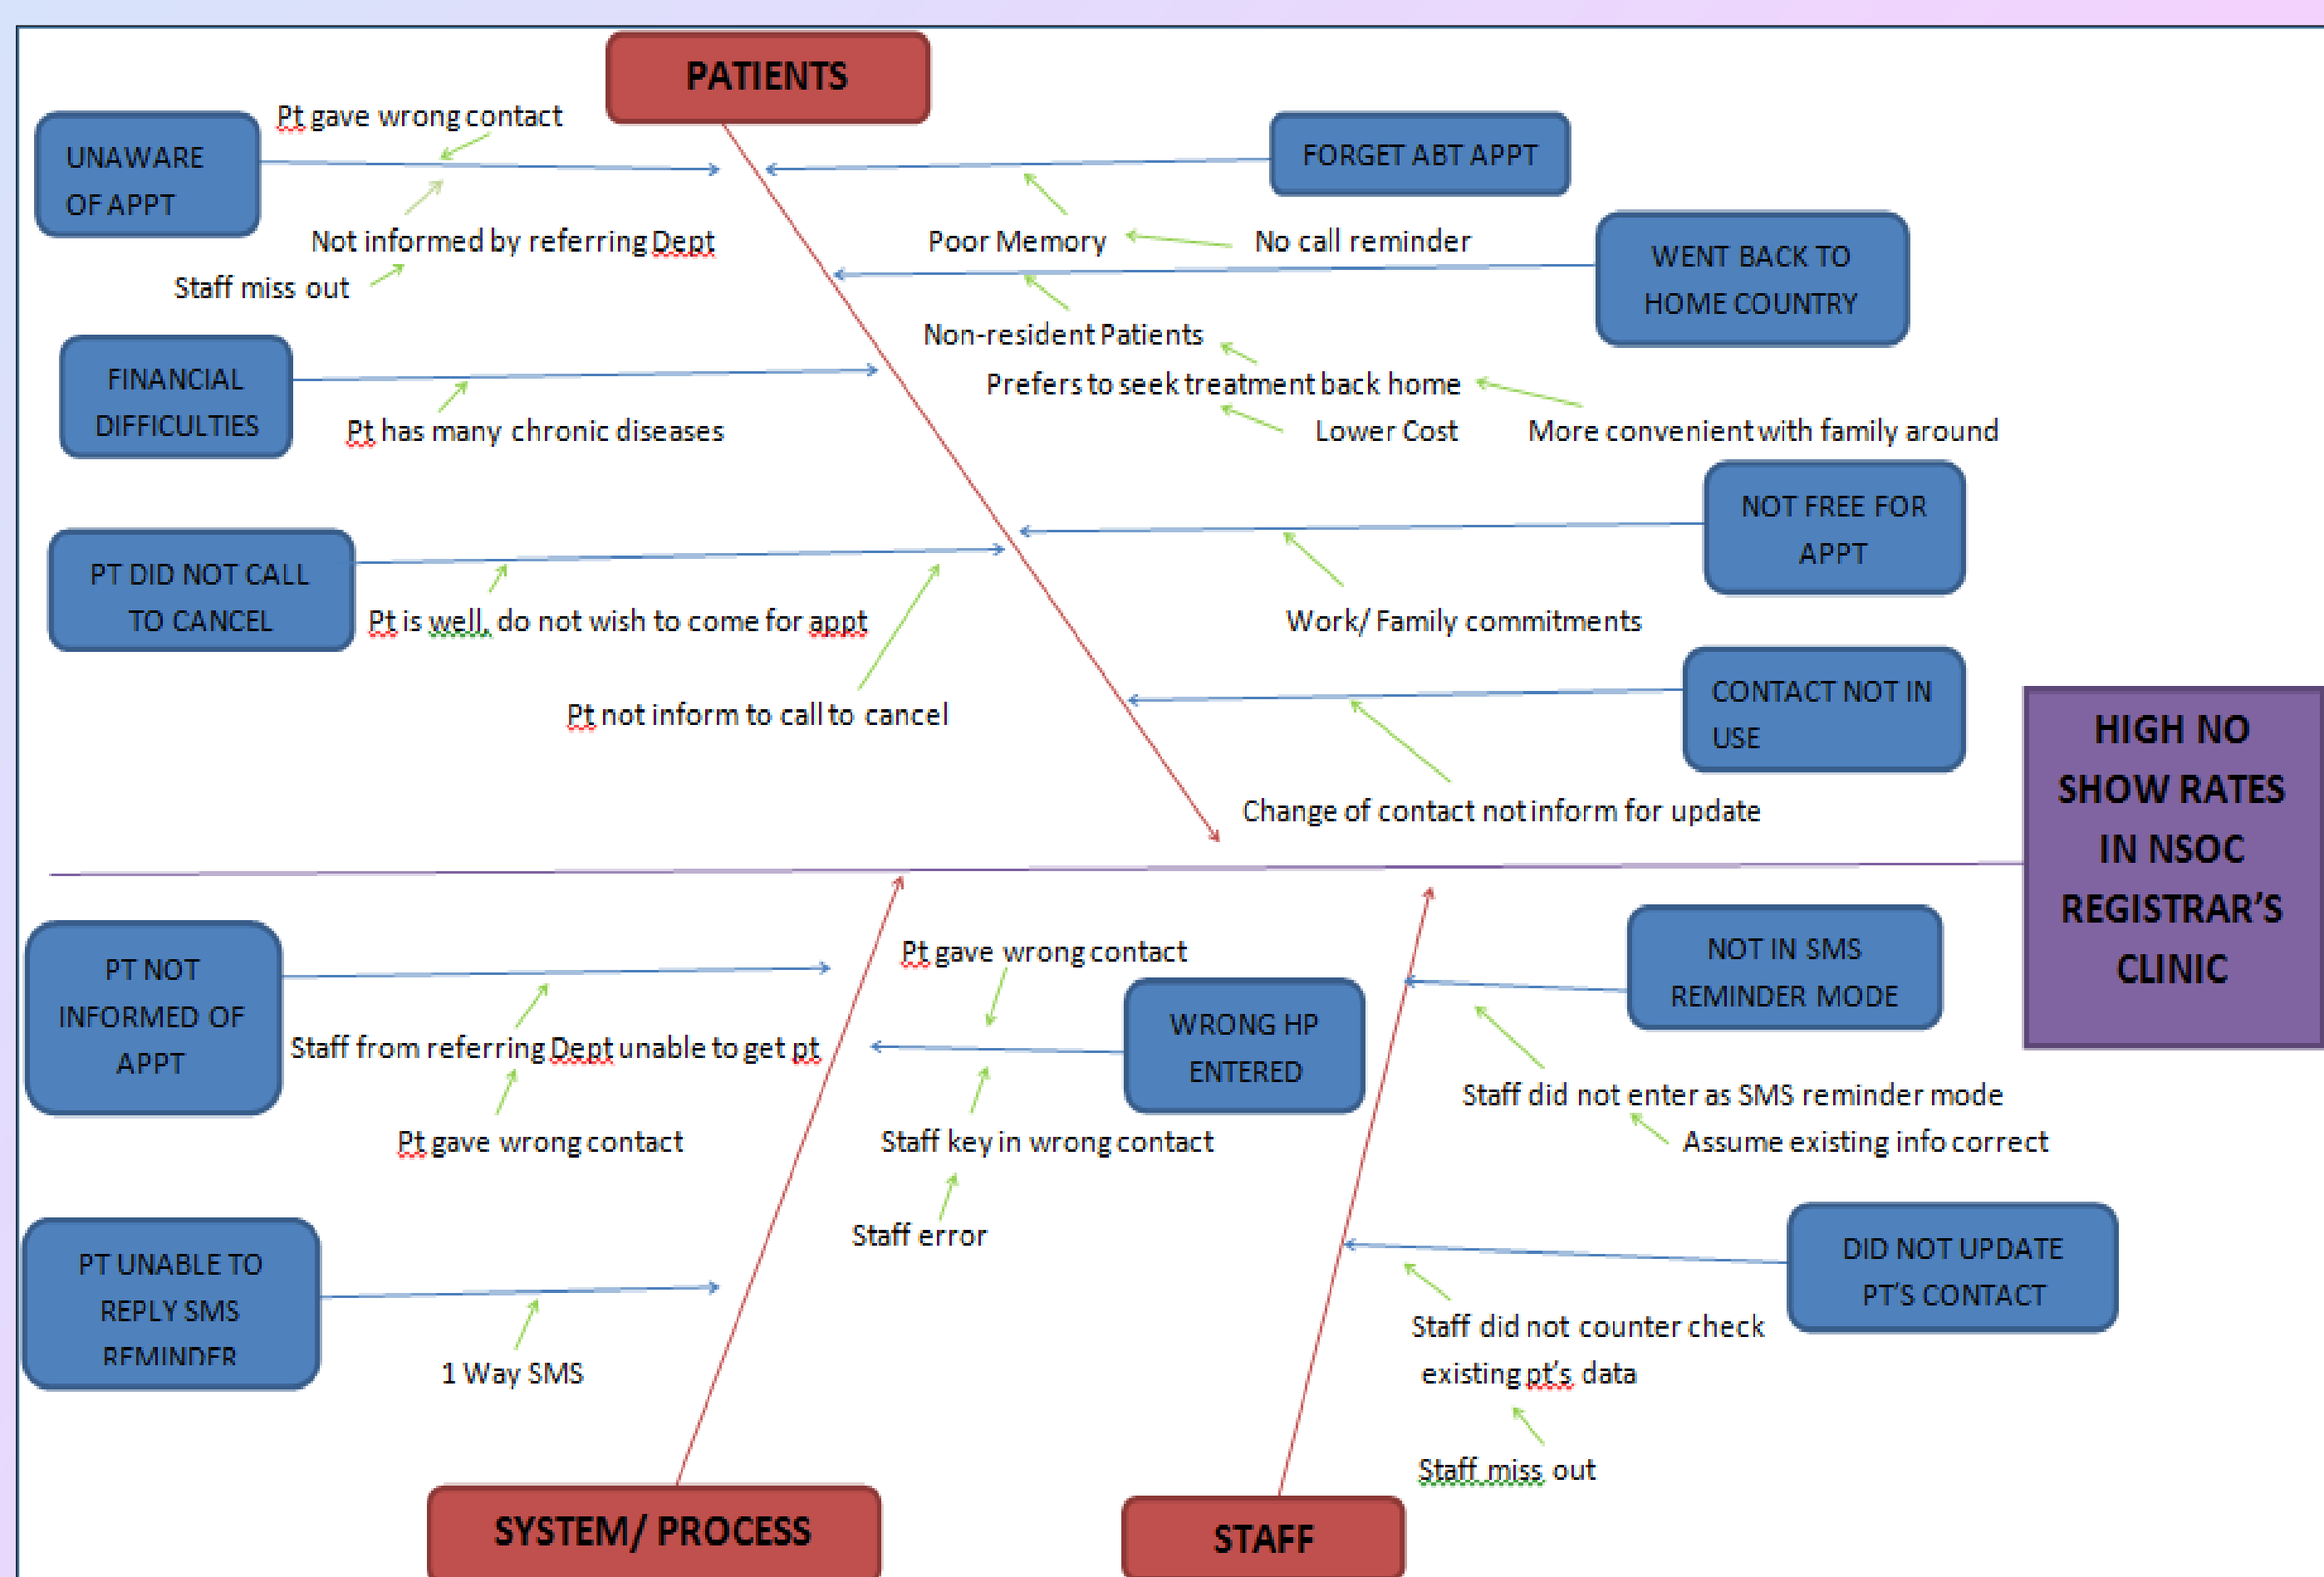 PATIENTS
Pt gave wrong contact
UNAWARE
OF APPT
FORGET ABT APPT
Not informed by referring Dept
Staff miss out
Poor Memory
No call reminder
WENT BACK TO
HOME COUNTRY
Non-resident Patients
FINANCIAL
DIFFICULTIES
Prefers to seek treatment back home
Pt has many chronic diseases
Lower Cost
More convenient with family around
NOT FREE FOR
APPT
PT DID NOT CALL
TO CANCEL
Pt is well, do not wish to come for appt
Work/ Family commitments
Pt not inform to call to cancel
CONTACT NOT IN
USE
Change of contact not inform for update
HIGH NO
SHOW RATES
IN NSOC
REGISTRAR'S
CLINIC
PT NOT
INFORMED OF
APPT
Pt gave wrong contact
NOT IN SMS
REMINDER MODE
Staff from referring Dept unable to get pt
WRONG HP
ENTERED
Pt gave wrong contact
Staff key in wrong contact
Staff did not enter as SMS reminder mode
Assume existing info correct
Staff error
PT UNABLE TO
REPLY SMS
REMINDER
1 Way SMS
DID NOT UPDATE
PT'S CONTACT
Staff did not counter check
existing pt's data
Staff miss out
SYSTEM/ PROCESS
STAFF